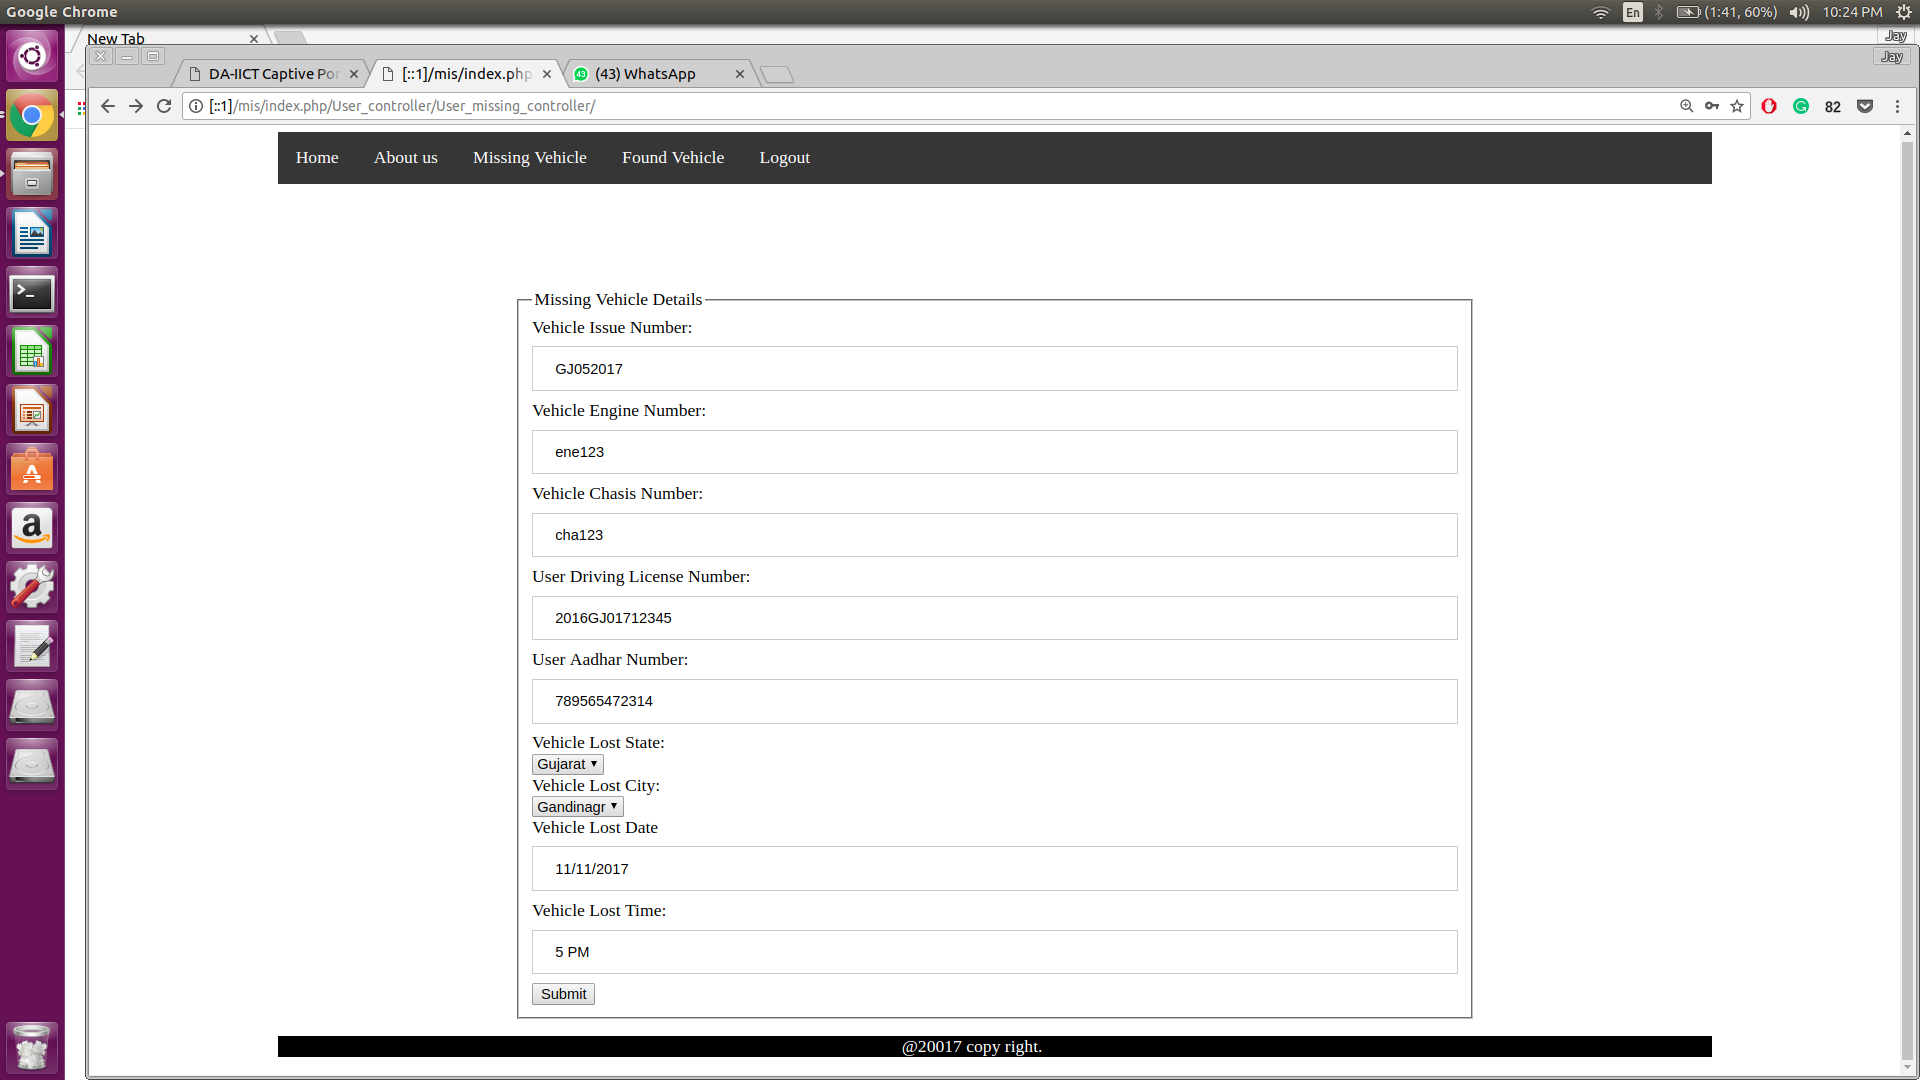 Google Chrome
En
(1:41, 60%)
10:24 PM
New Tab
Jay
Jay
DA-IICT Captive Por
[::1]/mis/index.php
43
(43) WhatsApp
[::1]/mis/index.php/User_controller/User_missing_controller/
82
Home
About us
Missing Vehicle
Found Vehicle
Logout
Missing Vehicle Details
Vehicle Issue Number:
GJ052017
Vehicle Engine Number:
ene123
Vehicle Chasis Number:
cha123
User Driving License Number:
2016GJ01712345
User Aadhar Number:
789565472314
Vehicle Lost State:
Gujarat
Vehicle Lost City:
Gandinagr
Vehicle Lost Date
11/11/2017
Vehicle Lost Time:
5 PM
Submit
@20017 copy right.